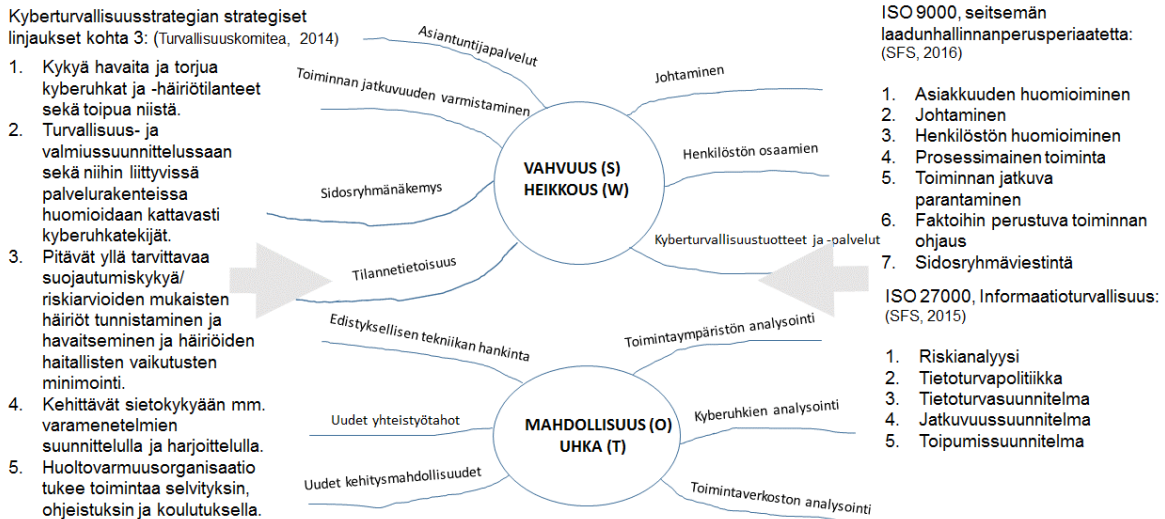 Kyberturvallisuusstrategian strategiset
linjaukset kohta 3: (Turvallisuuskomitea, 2014)
1. Kykyä havaita ja torjua
kyberuhkat ja -häiriötilanteet
sekä toipua niistä.
2. Turvallisuus- ja
valmiussuunnittelussaan
sekä niihin liittyvissä
palvelurakenteissa
huomioidaan kattavasti
kyberuhkatekijät.
3. Pitävät yllä tarvittavaa
suojautumiskykyä/
riskiarvioiden mukaisten
häiriöt tunnistaminen ja
havaitseminen ja häiriöiden
haitallisten vaikutusten
minimointi.
4. Kehittävät sietokykyään mm.
varamenetelmien
suunnittelulla ja harjoittelulla.
5. Huoltovarmuusorganisaatio
tukee toimintaa selvityksin,
ohjeistuksin ja koulutuksella.
Asiantuntijapalvelut
Toiminnan jatkuvuuden varmistaminen
Sidosryhmänäkemys
Tilannetietoisuus
VAHVUUS (S)
HEIKKOUS (W)
Johtaminen
Henkilöstön osaamien
Kyberturvallisuustuotteet ja -palvelut
Edistyksellisen tekniikan hankinta
Uudet yhteistyötahot
Uudet kehitysmahdollisuudet
MAHDOLLISUUS (O)
UHKA (T)
Toimintaympäristön analysointi
Kyberuhkien analysointi
Toimintaverkoston analysointi
ISO 9000, seitsemän
laadunhallinnanperusperiaatetta:
(SFS, 2016)
1. Asiakkuuden huomioiminen
2. Johtaminen
3. Henkilöstön huomioiminen
4. Prosessimainen toiminta
5. Toiminnan jatkuva
parantaminen
6. Faktoihin perustuva toiminnan
ohjaus
7. Sidosryhmäviestintä
ISO 27000, Informaatioturvallisuus:
(SFS, 2015)
1. Riskianalyysi
2. Tietoturvapolitiikka
3. Tietoturvasuunnitelma
4. Jatkuvuussuunnitelma
5. Toipumissuunnitelma